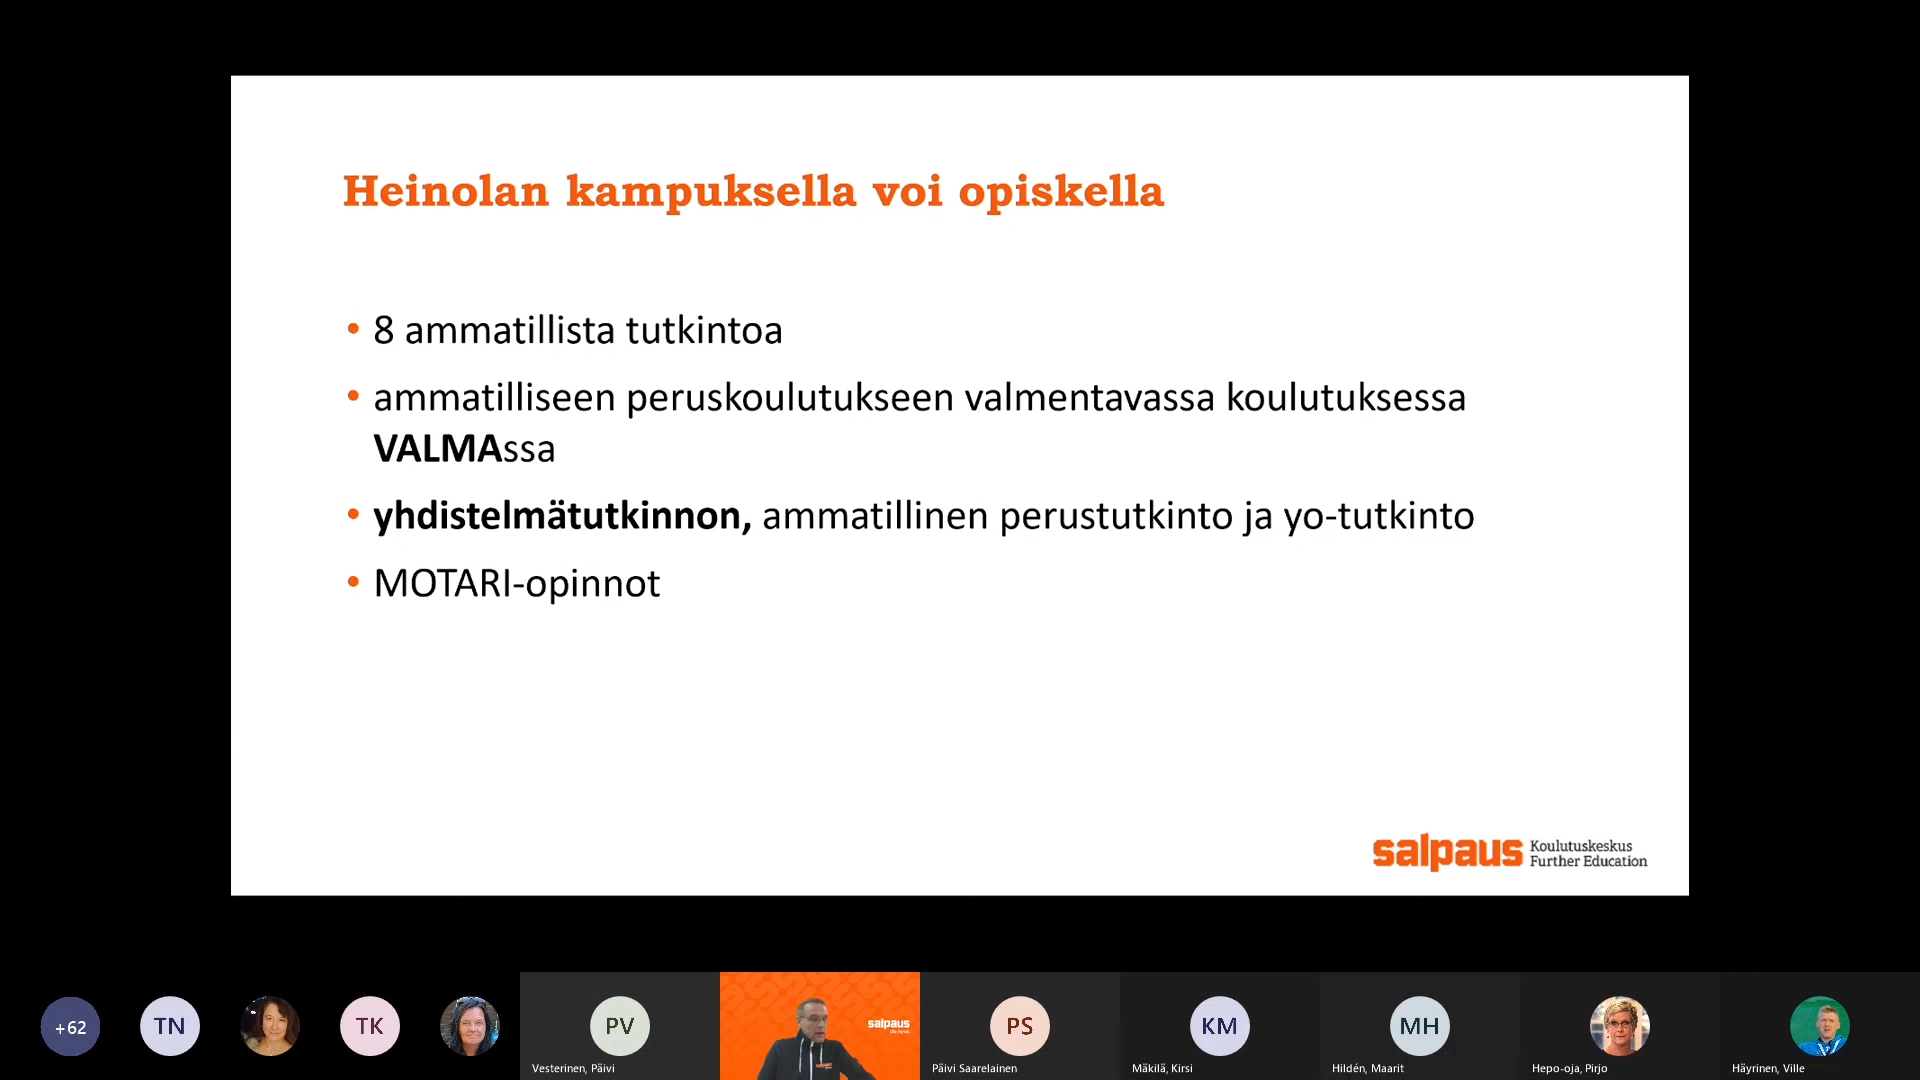 Heinolan kampuksella voi opiskella
• 8 ammatillista tutkintoa
• ammatilliseen peruskoulutukseen valmentavassa koulutuksessa
VALMAssa
• yhdistelmätutkinnon, ammatillinen perustutkinto ja yo-tutkinto
• MOTARI-opinnot
salpaus Koulutuskeskus
Further Education
+62
TN
TK
PV
Vesterinen, Päivi
salpaus
PS
Päivi Saarelainen
KM
Mäkilä, Kirsi
MH
Hildén, Maarit
Hepo-oja, Pirjo
Häyrinen, Ville